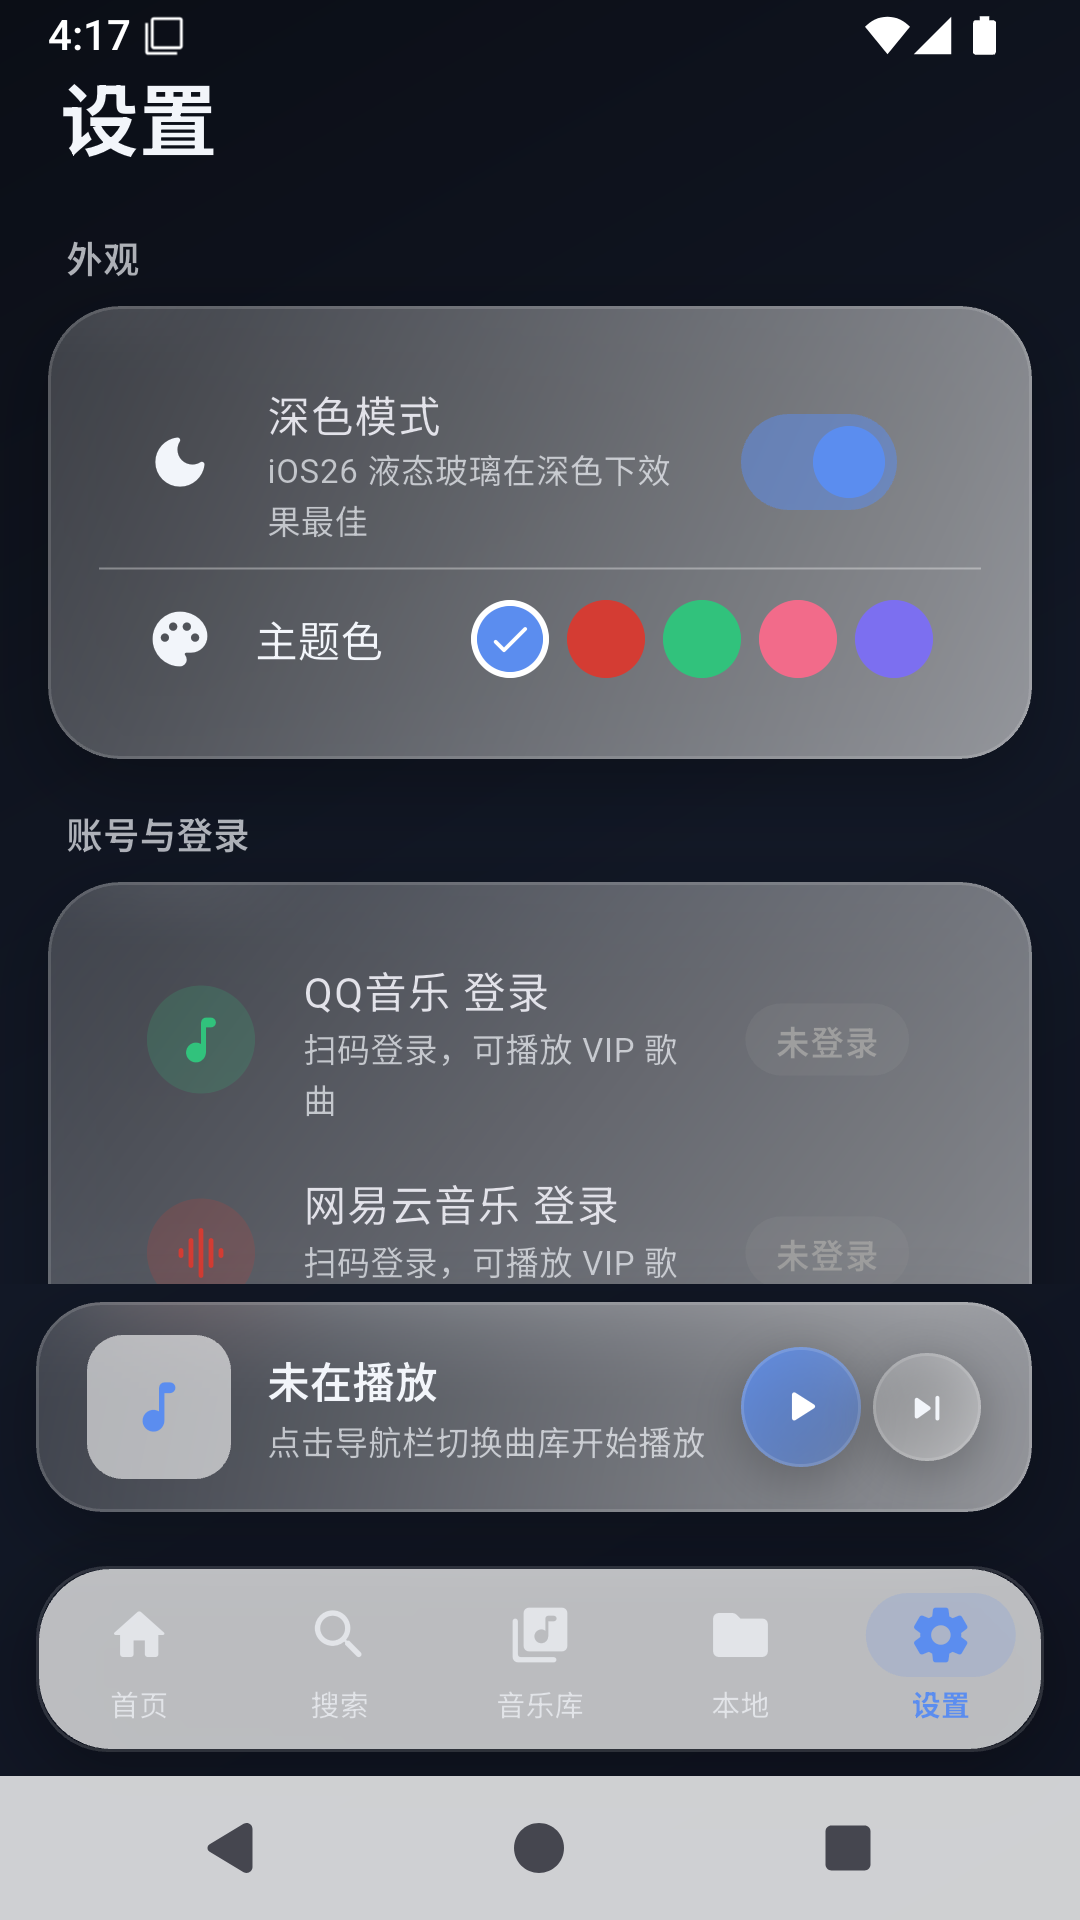 4:17
设置
外观
深色模式
iOS26 液态玻璃在深色下效
果最佳
主题色
账号与登录
QQ音乐 登录
扫码登录，可播放 VIP 歌
曲
未登录
网易云音乐 登录
扫码登录，可播放 VIP 歌
未登录
未在播放
点击导航栏切换曲库开始播放
首页
搜索
音乐库
本地
设置